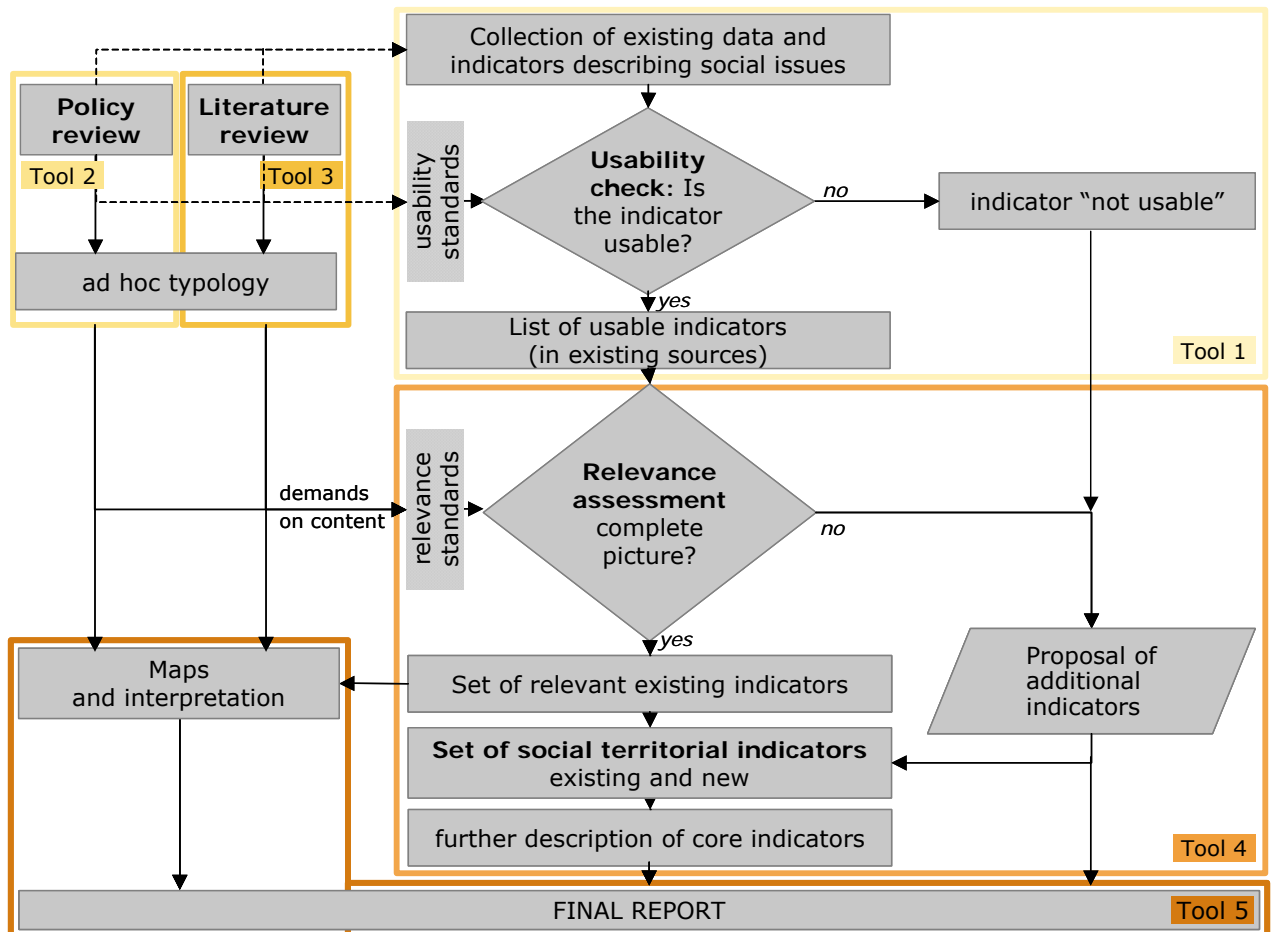 Collection of existing data and
indicators describing social issues
Policy
review
Literature
review
Tool 2
Tool 3
usability
standards
Usability
check: Is
the indicator
usable?
no
indicator “not usable”
ad hoc typology
yes
List of usable indicators
(in existing sources)
Tool 1
relevance
standards
Relevance
assessment
complete
picture?
demands
on content
no
yes
Maps
and interpretation
Set of relevant existing indicators
Proposal of
additional
indicators
Set of social territorial indicators
existing and new
further description of core indicators
Tool 4
FINAL REPORT
Tool 5